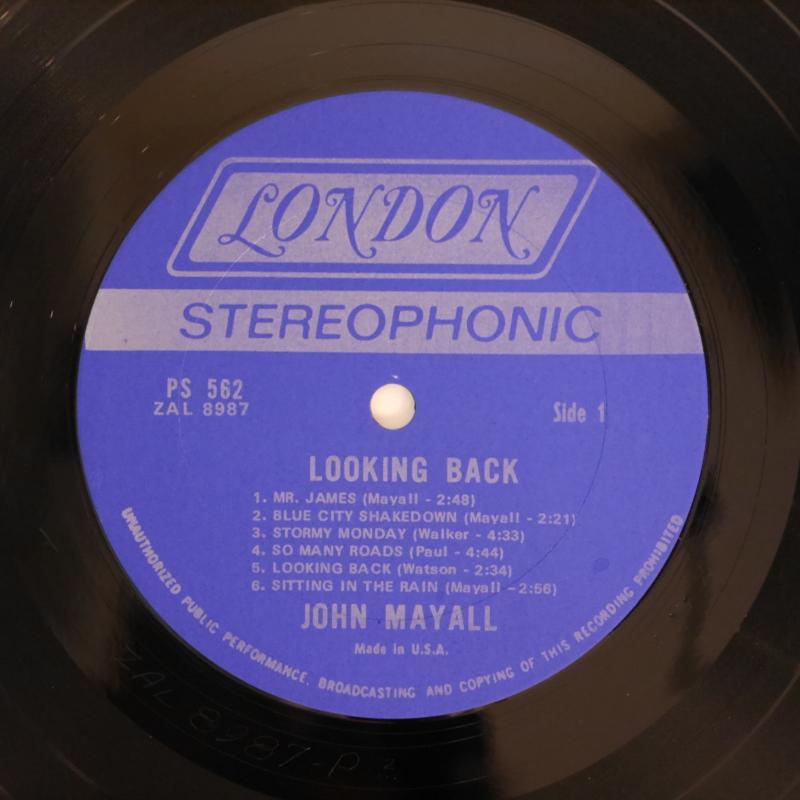 LONDON
STEREOPHONIC
PS 562
ZAL 8987
Side 1
LOOKING BACK
1. MR. JAMES (Mayall - 2:48)
2. BLUE CITY SHAKEDOWN (Mayall - 2:21)
3. STORMY MONDAY (Walker - 4:33)
4. SO MANY ROADS (Paul - 4:44)
5. LOOKING BACK (Watson - 2:34)
6. SITTING IN THE RAIN (Mayall - 2:56)
JOHN MAYALL
Made in U.S.A.
UNAUTHORIZED PUBLIC PERFORMANCE, BROADCASTING AND COPYING OF THIS RECORDING PROHIBITED
ZAL 8987-P 2